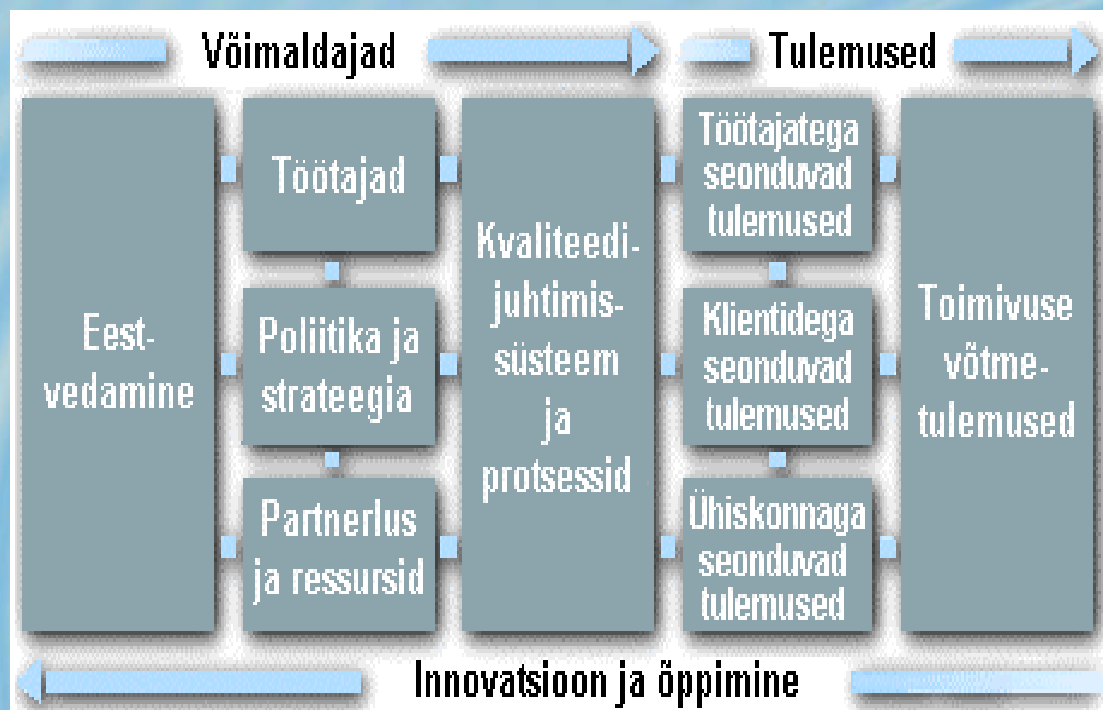 Võimaldajad
Tulemused
Eest-
vedamine
Töötajad
Poliitika ja
strateegia
Partnerlus
ja ressursid
Kvaliteedi-
juhtimis-
süsteem
ja
protsessid
Töötajatega
seonduvad
tulemused
Klientidega
seonduvad
tulemused
Ühiskonnaga
seonduvad
tulemused
Toimivuse
võtme-
tulemused
Innovatsioon ja õppimine